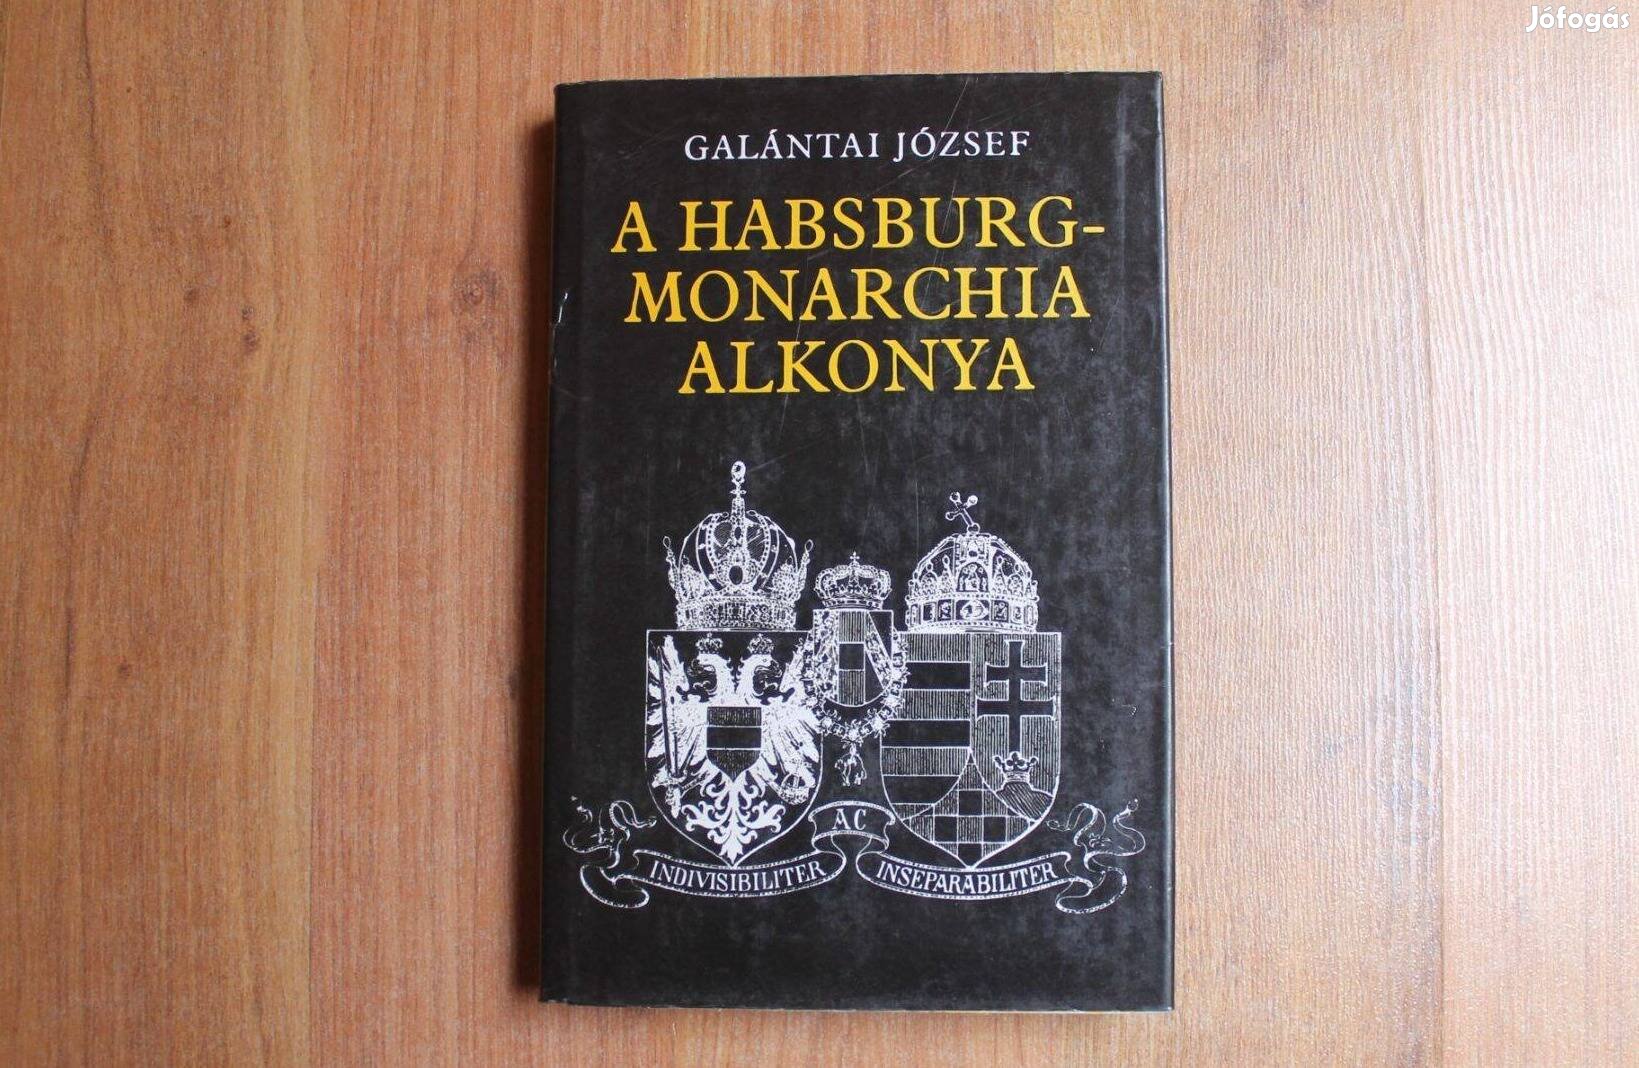 Jófogás
GALÁNTAI JÓZSEF
A HABSBURG-
MONARCHIA
ALKONYA
AC
INDIVISIBILITER
INSEPARABILITER